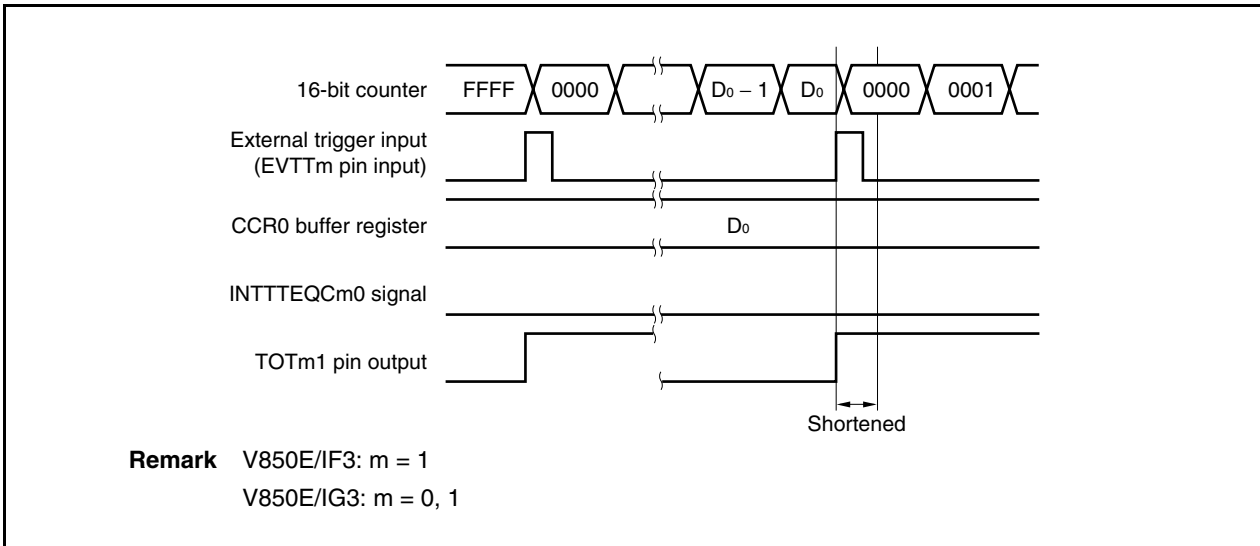 16-bit counter FFFF 0000 D0 – 1 D0 0000 0001
External trigger input
(EVTTm pin input)
CCR0 buffer register D0
INTTTEQCm0 signal
TOTm1 pin output
Shortened
Remark V850E/IF3: m = 1
V850E/IG3: m = 0, 1